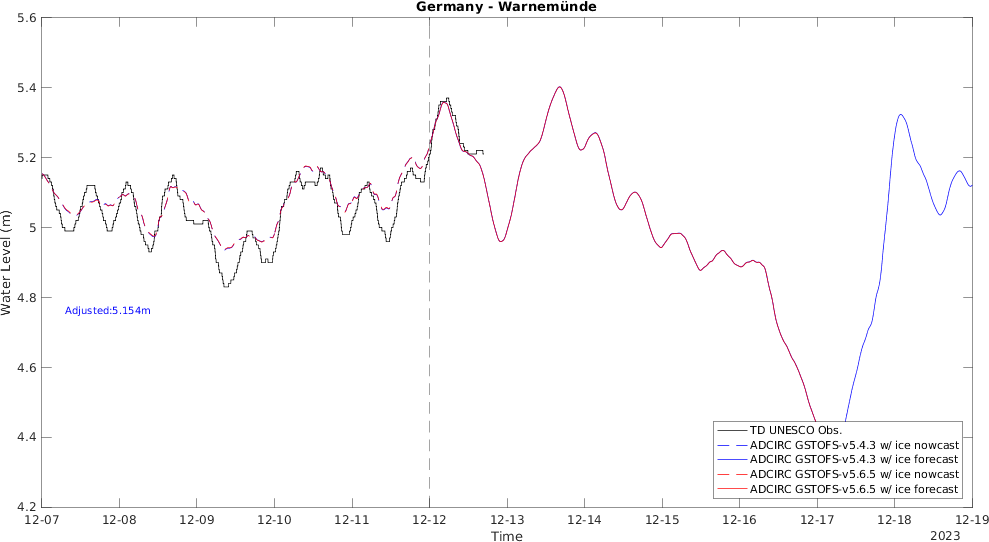 Germany - Warnemünde
5.6
5.4
5.2
5
4.8
4.6
4.4
4.2
Water Level (m)
Adjusted:5.154m
TD UNESCO Obs.
ADCIRC GSTOFS-v5.4.3 w/ ice nowcast
ADCIRC GSTOFS-v5.4.3 w/ ice forecast
ADCIRC GSTOFS-v5.6.5 w/ ice nowcast
ADCIRC GSTOFS-v5.6.5 w/ ice forecast
12-07 12-08 12-09 12-10 12-11 12-12 12-13 12-14 12-15 12-16 12-17 12-18 12-19
Time
2023